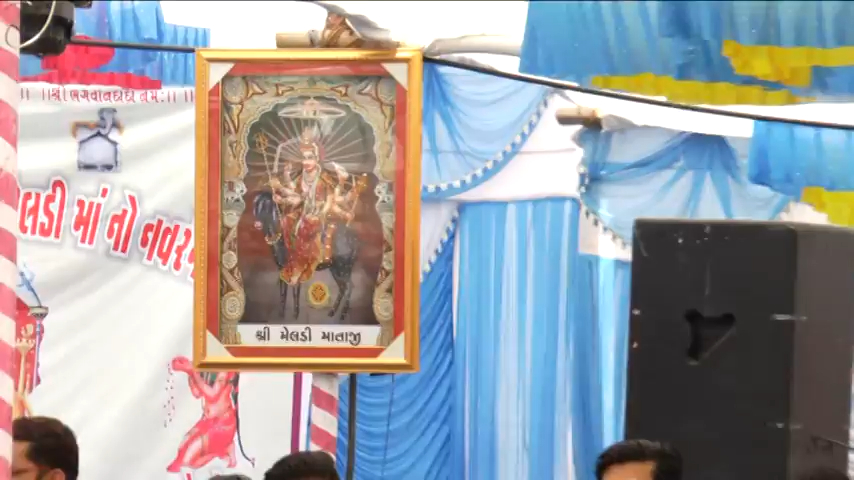 ॥ શ્રી ભગવાનદાદા નમઃ ॥
મેલડી માં નો નવરં
શ્રી મેલડી માતાજી